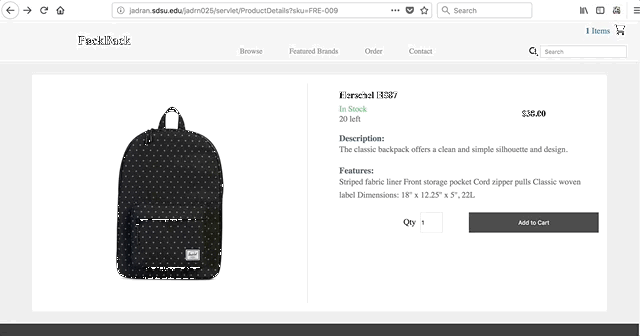 jadran.sdsu.edu/jadrn025/servlet/ProductDetails?sku=FRE-009
Search
PackBack
1 Items
Browse
Featured Brands
Order
Contact
Search
In Stock
$38.00
20 left
Description:
The classic backpack offers a clean and simple silhouette and design.
Features:
Striped fabric liner Front storage pocket Cord zipper pulls Classic woven
label Dimensions: 18" x 12.25" x 5", 22L
Qty 1
Add to Cart